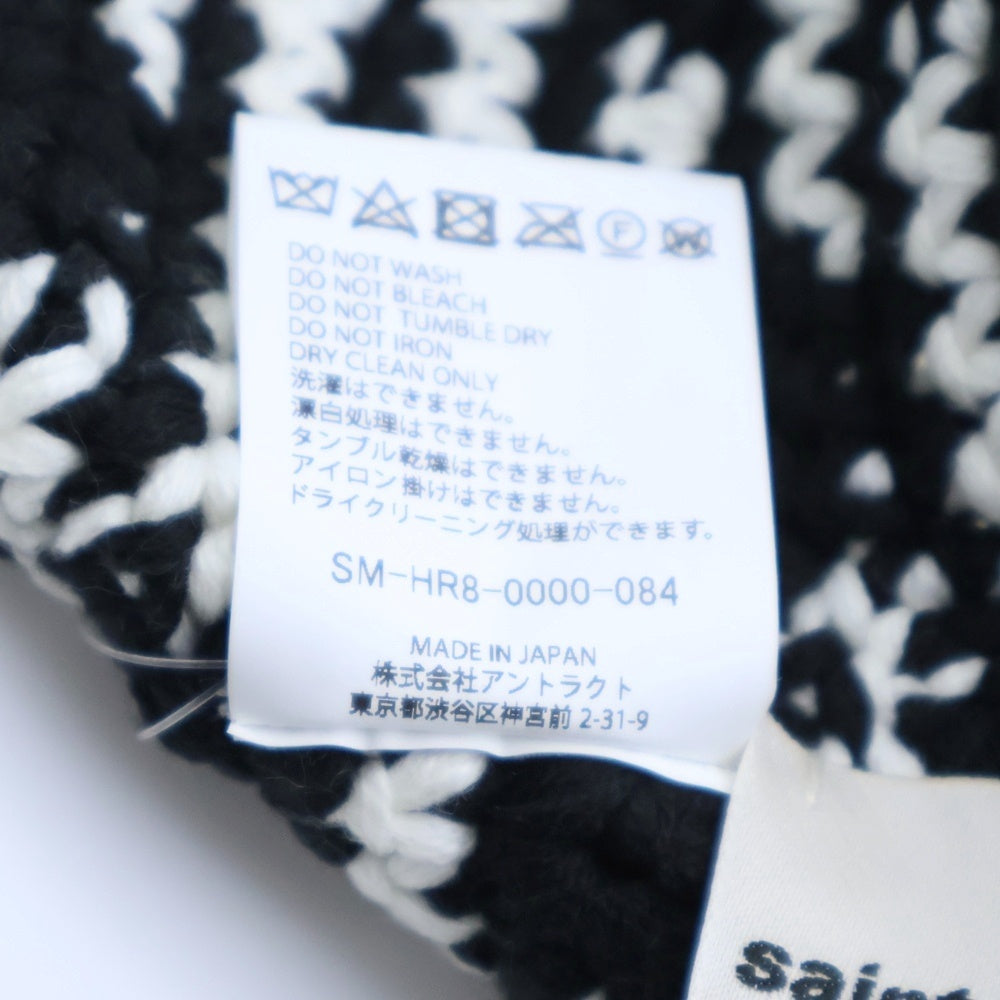 DO NOT WASH
DO NOT BLEACH
DO NOT TUMBLE DRY
DO NOT IRON
DRY CLEAN ONLY
洗濯はできません。
漂白処理はできません。
タンブル乾燥はできません。
アイロン掛けはできません。
ドライクリーニング処理ができます。
SM-HR8-0000-084
MADE IN JAPAN
株式会社アントラクト
東京都渋谷区神宮前 2-31-9